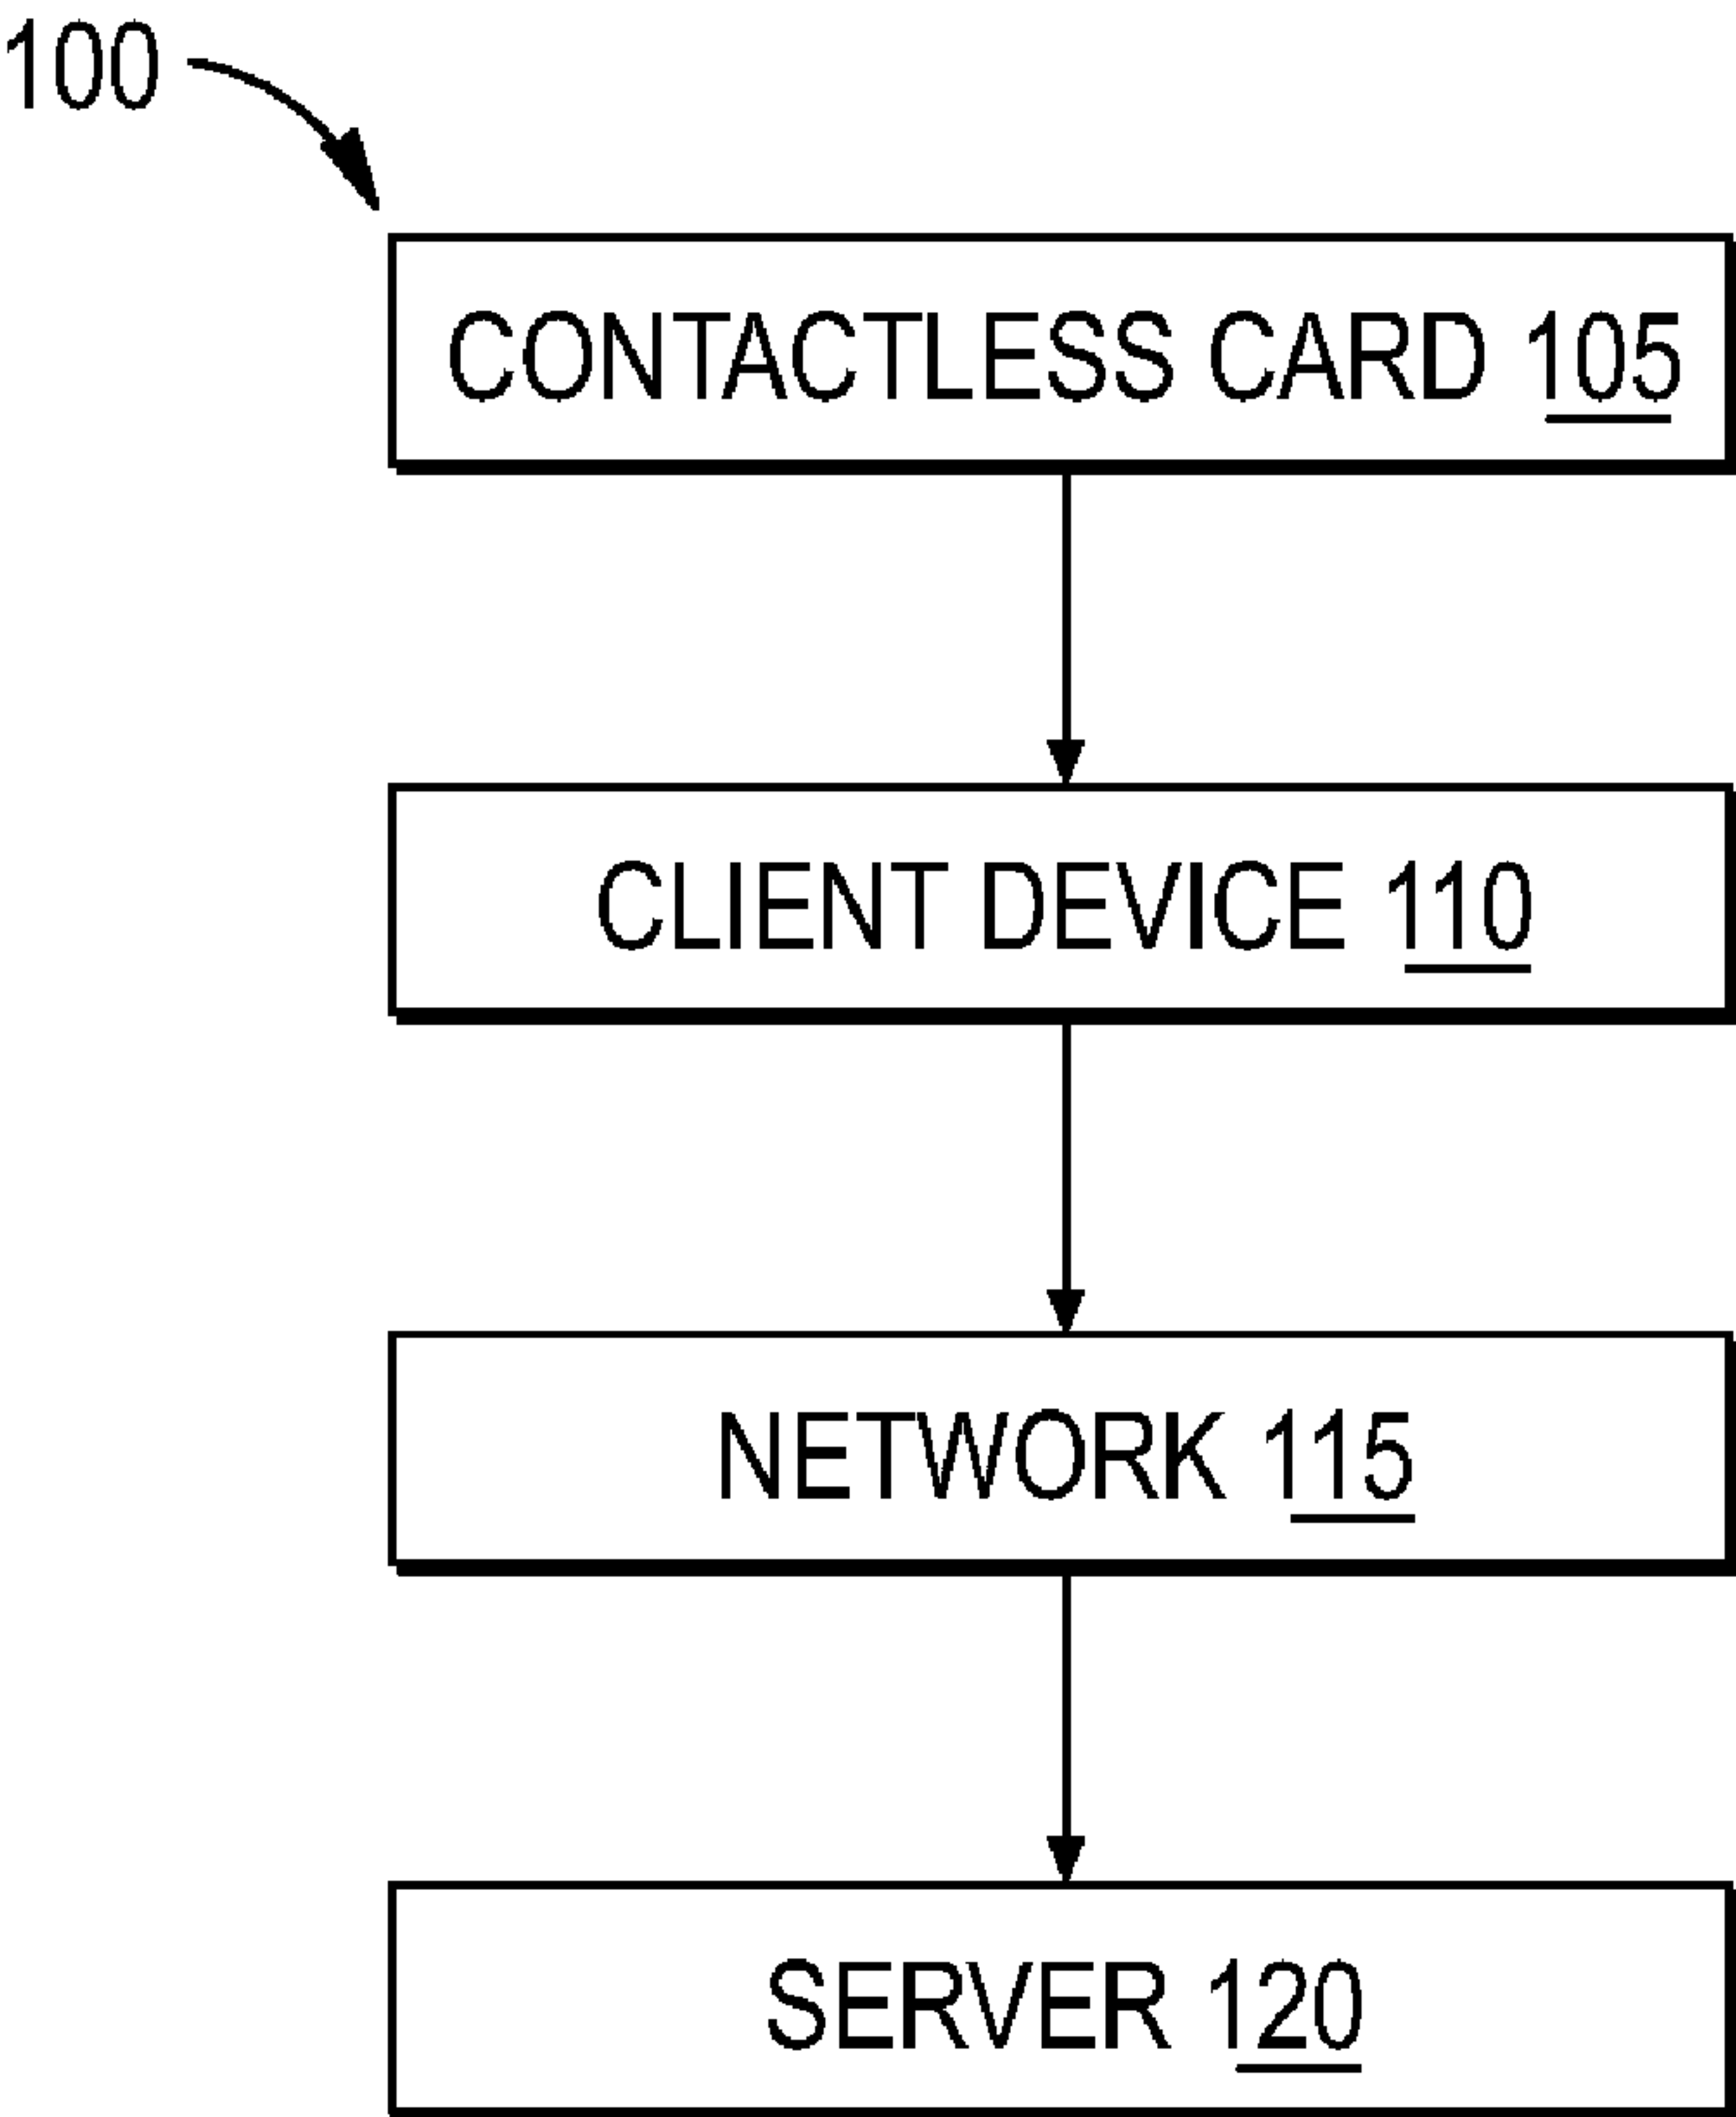 100
CONTACTLESS CARD 105
CLIENT DEVICE 110
NETWORK 115
SERVER 120